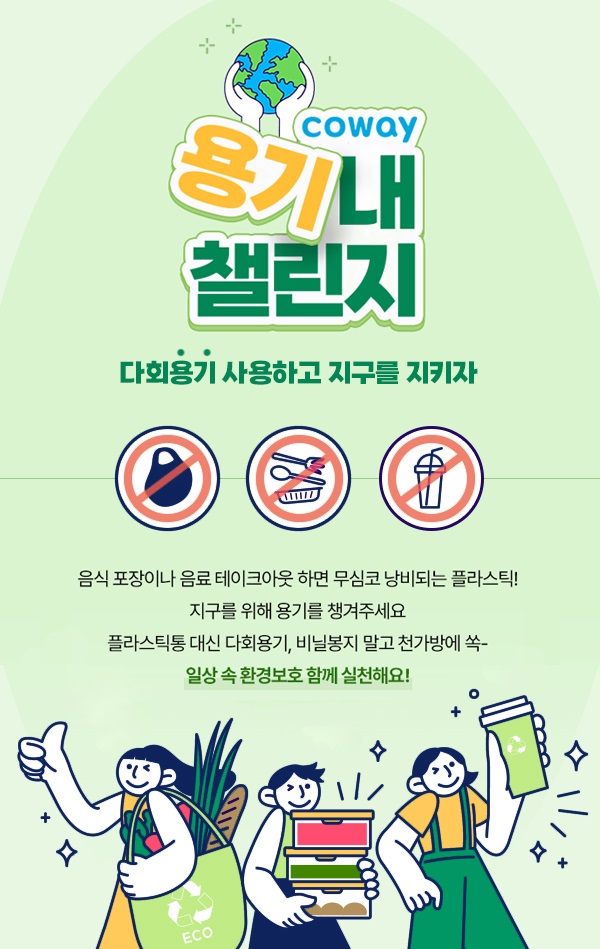 coway
용기내
챌린지
다회용기 사용하고 지구를 지키자
음식 포장이나 음료 테이크아웃 하면 무심코 낭비되는 플라스틱!
지구를 위해 용기를 챙겨주세요
플라스틱통 대신 다회용기, 비닐봉지 말고 천가방에 쏙-
일상 속 환경보호 함께 실천해요!
ECO